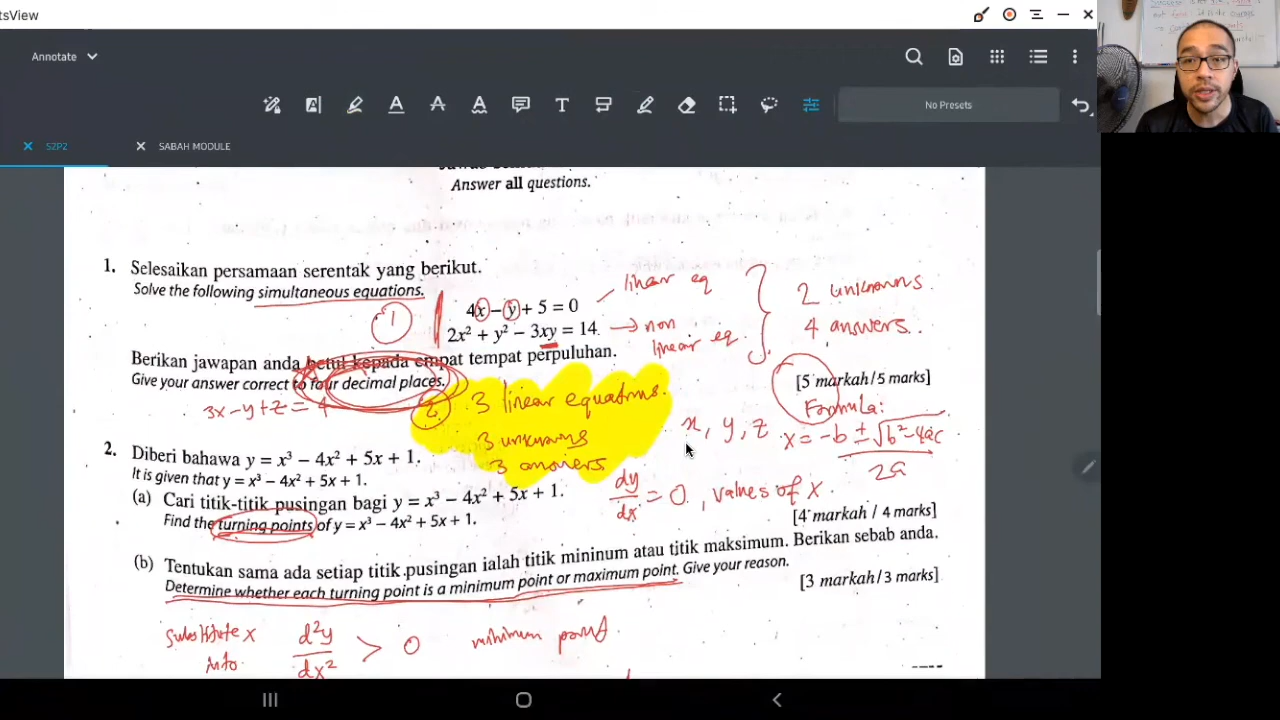 tsView
Annotate
No Presets
S2P2
SABAH MODULE
Answer all questions.
1. Selesaikan persamaan serentak yang berikut.
Solve the following simultaneous equations.
1
4x − y + 5 = 0
linear eq
2x² + y² − 3xy = 14
non
linear eq.
2 unknowns
4 answers.
Berikan jawapan anda betul kepada empat tempat perpuluhan.
Give your answer correct to four decimal places.
[5 markah/5 marks]
3x-y+z = 4
2
3 linear equations.
3 unknowns
3 answers
x, y, z
Formula:
x = -b ± √b²-4ac
2a
2. Diberi bahawa y = x³ − 4x² + 5x + 1.
It is given that y = x³ − 4x² + 5x + 1.
(a) Cari titik-titik pusingan bagi y = x³ − 4x² + 5x + 1.
Find the turning points of y = x³ − 4x² + 5x + 1.
dy
dx
= 0, values of x.
[4 markah / 4 marks]
(b) Tentukan sama ada setiap titik pusingan ialah titik mininum atau titik maksimum. Berikan sebab anda.
Determine whether each turning point is a minimum point or maximum point. Give your reason.
[3 markah/3 marks]
substitute x
into
d²y
dx²
> 0
minimum point.